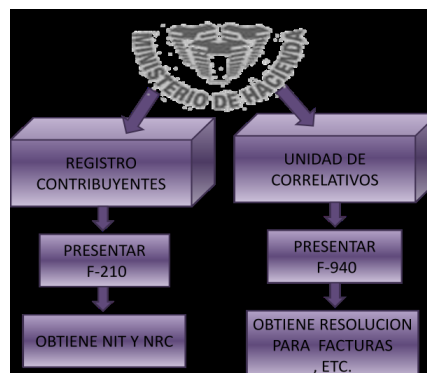 MINISTERIO DE HACIENDA
REGISTRO
CONTRIBUYENTES
PRESENTAR
F-210
OBTIENE NIT Y NRC
UNIDAD DE
CORRELATIVOS
PRESENTAR
F-940
OBTIENE RESOLUCION
PARA FACTURAS
, ETC.